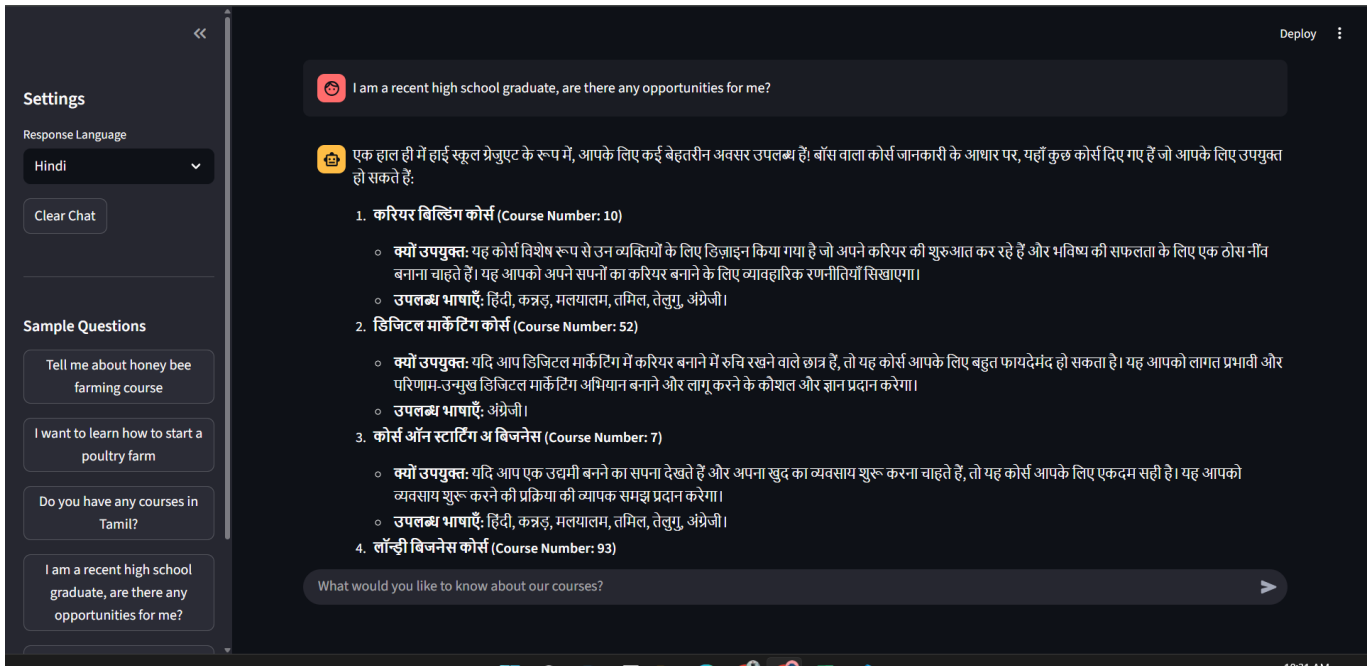 Deploy
Settings
Response Language
Hindi
Clear Chat
Sample Questions
Tell me about honey bee
farming course
I want to learn how to start a
poultry farm
Do you have any courses in
Tamil?
I am a recent high school
graduate, are there any
opportunities for me?
I am a recent high school graduate, are there any opportunities for me?
एक हाल ही में हाई स्कूल ग्रेजुएट के रूप में, आपके लिए कई बेहतरीन अवसर उपलब्ध हैं! बॉस वाला कोर्स जानकारी के आधार पर, यहाँ कुछ कोर्स दिए गए हैं जो आपके लिए उपयुक्त
हो सकते हैं:
1. करियर बिल्डिंग कोर्स (Course Number: 10)
क्यों उपयुक्त: यह कोर्स विशेष रूप से उन व्यक्तियों के लिए डिज़ाइन किया गया है जो अपने करियर की शुरुआत कर रहे हैं और भविष्य की सफलता के लिए एक ठोस नींव
बनाना चाहते हैं। यह आपको अपने सपनों का करियर बनाने के लिए व्यावहारिक रणनीतियाँ सिखाएगा।
उपलब्ध भाषाएँ: हिंदी, कन्नड़, मलयालम, तमिल, तेलुगु, अंग्रेजी।
2. डिजिटल मार्केटिंग कोर्स (Course Number: 52)
क्यों उपयुक्त: यदि आप डिजिटल मार्केटिंग में करियर बनाने में रुचि रखने वाले छात्र हैं, तो यह कोर्स आपके लिए बहुत फायदेमंद हो सकता है। यह आपको लागत प्रभावी और
परिणाम-उन्मुख डिजिटल मार्केटिंग अभियान बनाने और लागू करने के कौशल और ज्ञान प्रदान करेगा।
उपलब्ध भाषाएँ: अंग्रेजी।
3. कोर्स ऑन स्टार्टिंग अ बिजनेस (Course Number: 7)
क्यों उपयुक्त: यदि आप एक उद्यमी बनने का सपना देखते हैं और अपना खुद का व्यवसाय शुरू करना चाहते हैं, तो यह कोर्स आपके लिए एकदम सही है। यह आपको
व्यवसाय शुरू करने की प्रक्रिया की व्यापक समझ प्रदान करेगा।
उपलब्ध भाषाएँ: हिंदी, कन्नड़, मलयालम, तमिल, तेलुगु, अंग्रेजी।
4. लॉन्ड्री बिजनेस कोर्स (Course Number: 93)
What would you like to know about our courses?